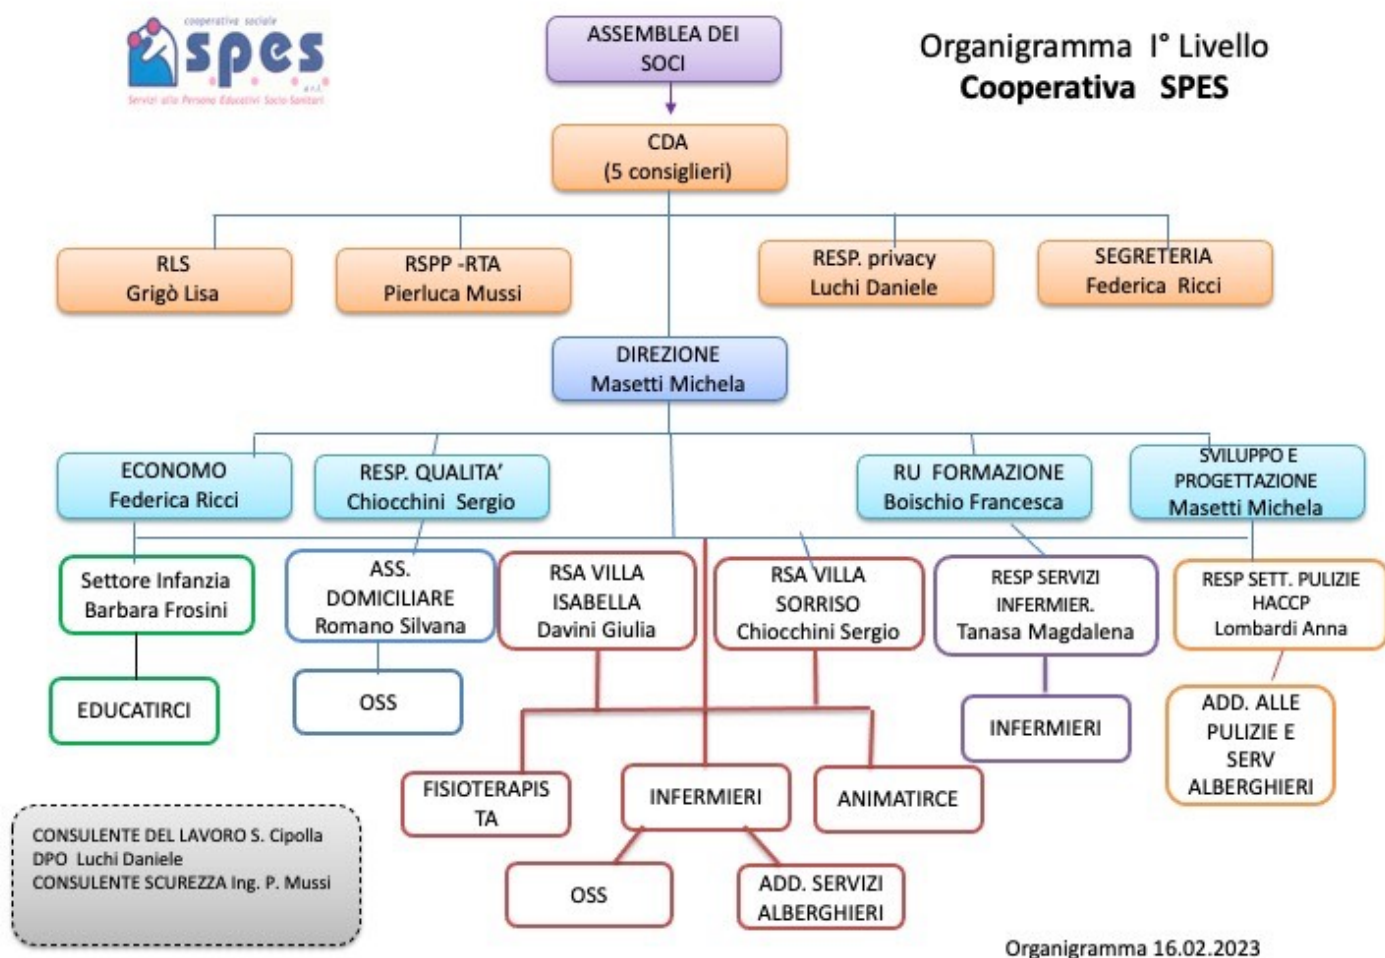 cooperativa sociale
s.p.e.s
a r.l.
Servizi alla Persona Educativi Socio-Sanitari
ASSEMBLEA DEI
SOCI
Organigramma I° Livello
Cooperativa SPES
CDA
(5 consiglieri)
RLS
Grigò Lisa
RSPP -RTA
Pierluca Mussi
RESP. privacy
Luchi Daniele
SEGRETERIA
Federica Ricci
DIREZIONE
Masetti Michela
ECONOMO
Federica Ricci
RESP. QUALITA’
Chiocchini Sergio
RU FORMAZIONE
Boischio Francesca
SVILUPPO E
PROGETTAZIONE
Masetti Michela
Settore Infanzia
Barbara Frosini
ASS.
DOMICILIARE
Romano Silvana
RSA VILLA
ISABELLA
Davini Giulia
RSA VILLA
SORRISO
Chiocchini Sergio
RESP SERVIZI
INFERMIER.
Tanasa Magdalena
RESP SETT. PULIZIE
HACCP
Lombardi Anna
EDUCATIRCI
OSS
INFERMIERI
ADD. ALLE
PULIZIE E
SERV
ALBERGHIERI
FISIOTERAPIS
TA
INFERMIERI
ANIMATIRCE
OSS
ADD. SERVIZI
ALBERGHIERI
CONSULENTE DEL LAVORO S. Cipolla
DPO Luchi Daniele
CONSULENTE SCUREZZA Ing. P. Mussi
Organigramma 16.02.2023